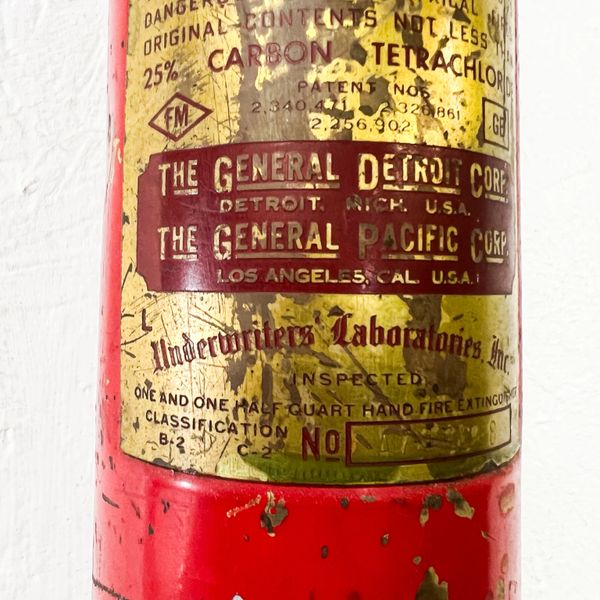 DANGERO
ORIGINAL CONTENTS NOT LESS
25% CARBON TETRACHLORIDE
PATENT NOS.
2,340,471 2,326,861
2,256,902
FM
GB
THE GENERAL DETROIT CORP.
DETROIT, MICH. U.S.A.
THE GENERAL PACIFIC CORP.
LOS ANGELES, CAL. U.S.A.
L
Underwriters' Laboratories, Inc.
INSPECTED
ONE AND ONE HALF QUART HAND FIRE EXTINGUISHER
CLASSIFICATION
B-2 C-2 No